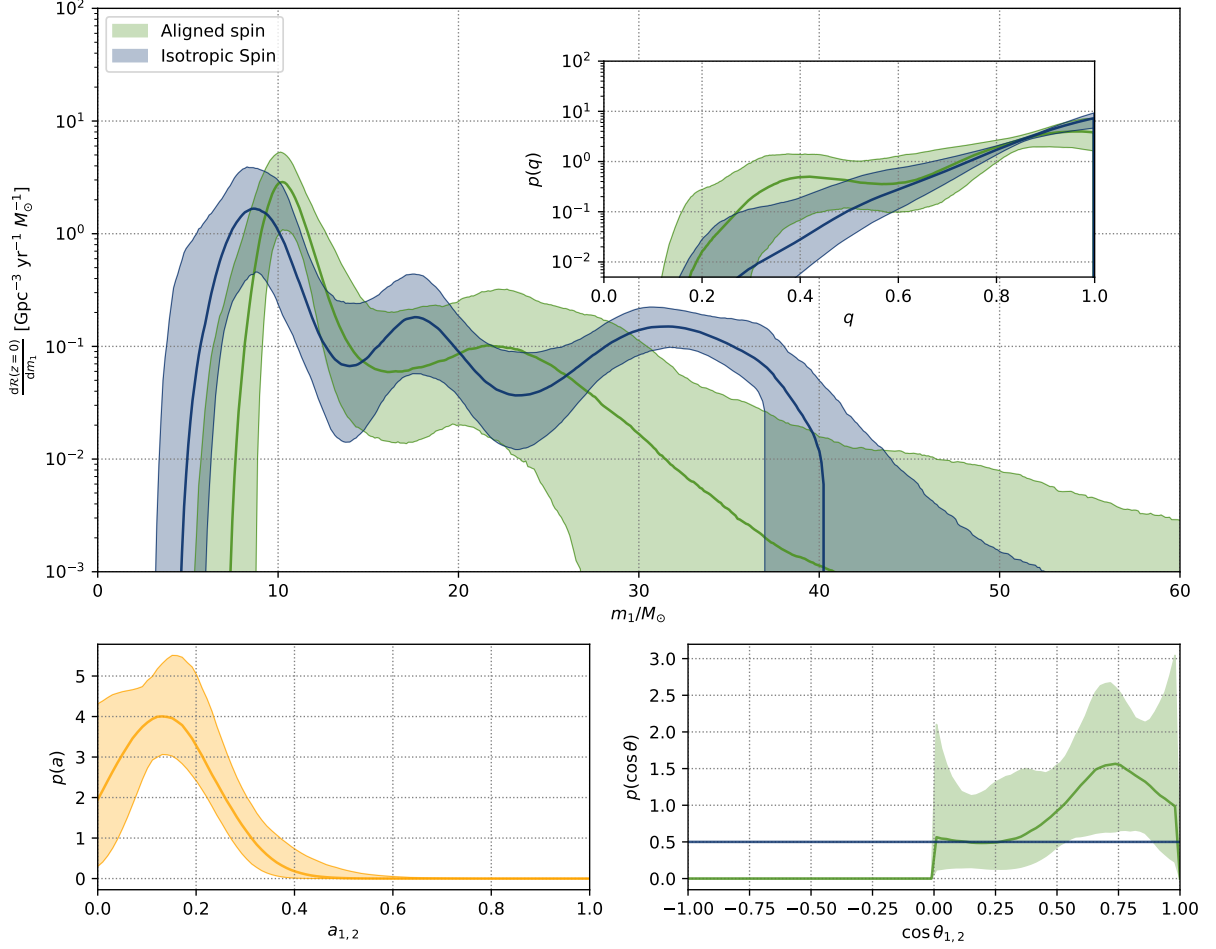 Aligned spin
Isotropic Spin
10²
10¹
10⁰
10⁻¹
10⁻²
10⁻³
dℛ(z=0)/dm₁ [Gpc⁻³ yr⁻¹ M⊙⁻¹]
0 10 20 30 40 50 60
m₁/M⊙
10²
10¹
10⁰
10⁻¹
10⁻²
p(q)
0.0 0.2 0.4 0.6 0.8 1.0
q
5
4
3
2
1
0
p(a)
0.0 0.2 0.4 0.6 0.8 1.0
a₁,₂
3.0
2.5
2.0
1.5
1.0
0.5
0.0
p(cos θ)
−1.00 −0.75 −0.50 −0.25 0.00 0.25 0.50 0.75 1.00
cos θ₁,₂